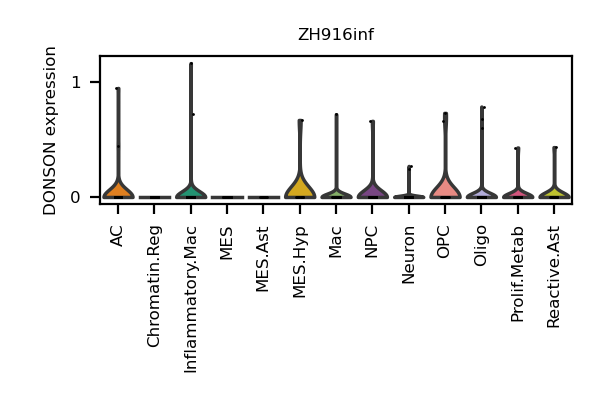 ZH916inf
DONSON expression
1
0
AC
Chromatin.Reg
Inflammatory.Mac
MES
MES.Ast
MES.Hyp
Mac
NPC
Neuron
OPC
Oligo
Prolif.Metab
Reactive.Ast